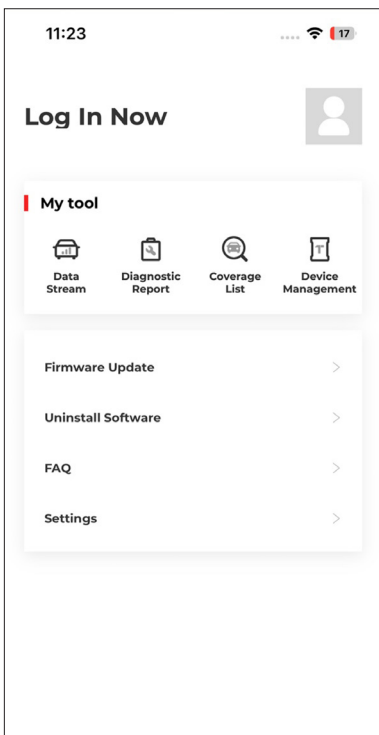 11:23
17
Log In Now
My tool
Data
Stream
Diagnostic
Report
Coverage
List
Device
Management
Firmware Update
Uninstall Software
FAQ
Settings